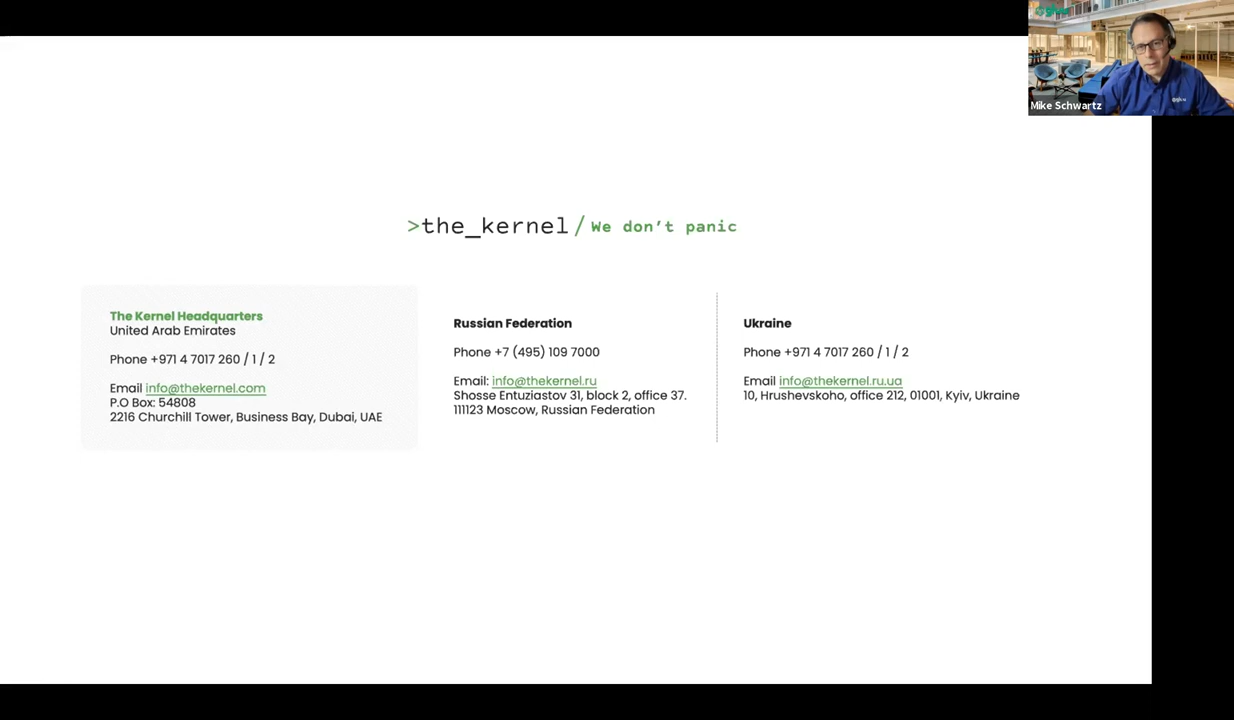 Mike Schwartz
>the_kernel / We don't panic
The Kernel Headquarters
United Arab Emirates
Phone +971 4 7017 260 / 1 / 2
Email info@thekernel.com
P.O Box: 54808
2216 Churchill Tower, Business Bay, Dubai, UAE
Russian Federation
Phone +7 (495) 109 7000
Email: info@thekernel.ru
Shosse Entuziastov 31, block 2, office 37.
111123 Moscow, Russian Federation
Ukraine
Phone +971 4 7017 260 / 1 / 2
Email info@thekernel.ru.ua
10, Hrushevskoho, office 212, 01001, Kyiv, Ukraine